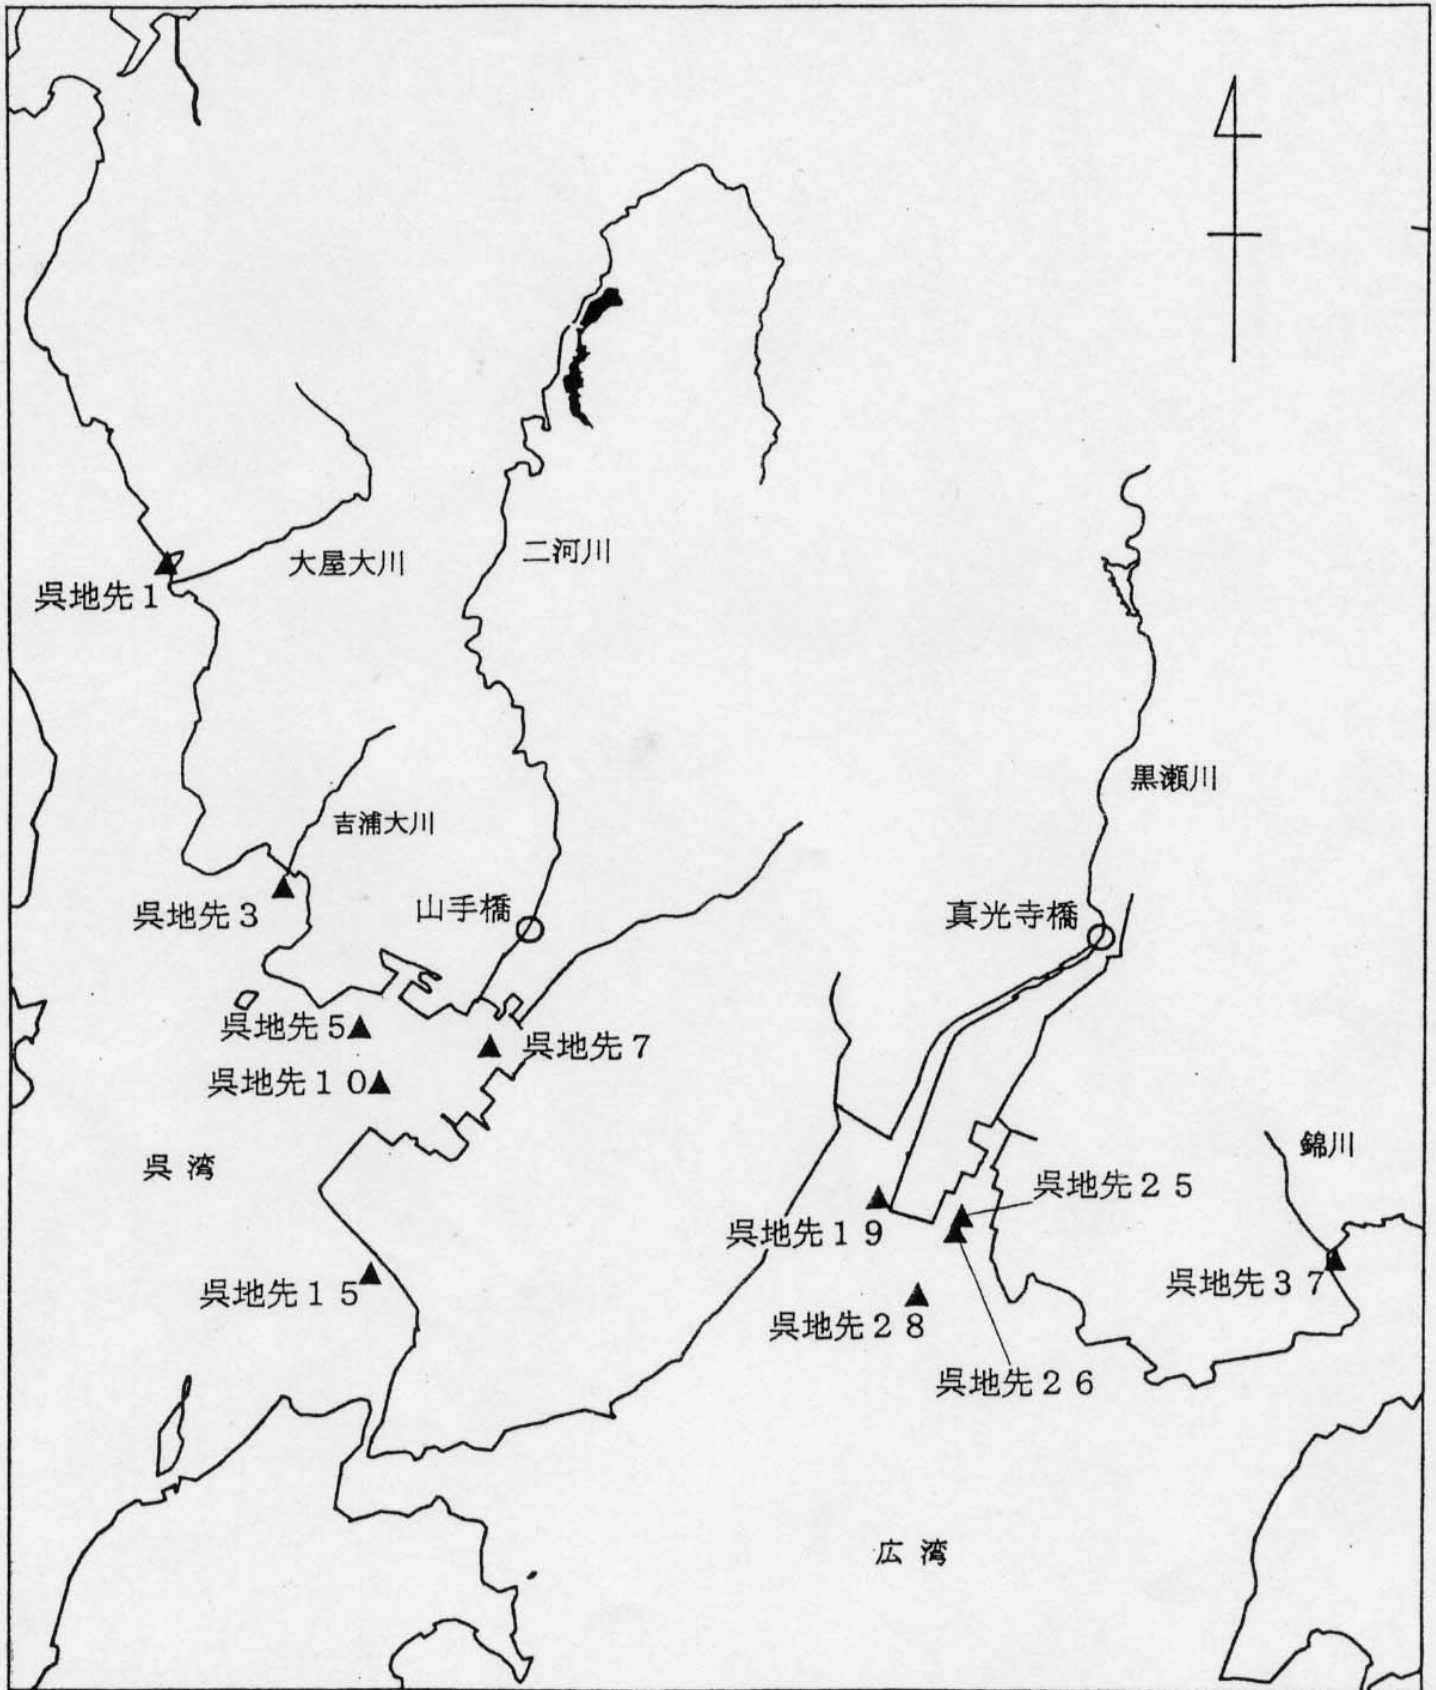 大屋大川
二河川
呉地先１
黒瀬川
吉浦大川
呉地先３
山手橋
真光寺橋
呉地先５
呉地先７
呉地先１０
呉湾
錦川
呉地先２５
呉地先１９
呉地先１５
呉地先３７
呉地先２８
呉地先２６
広湾